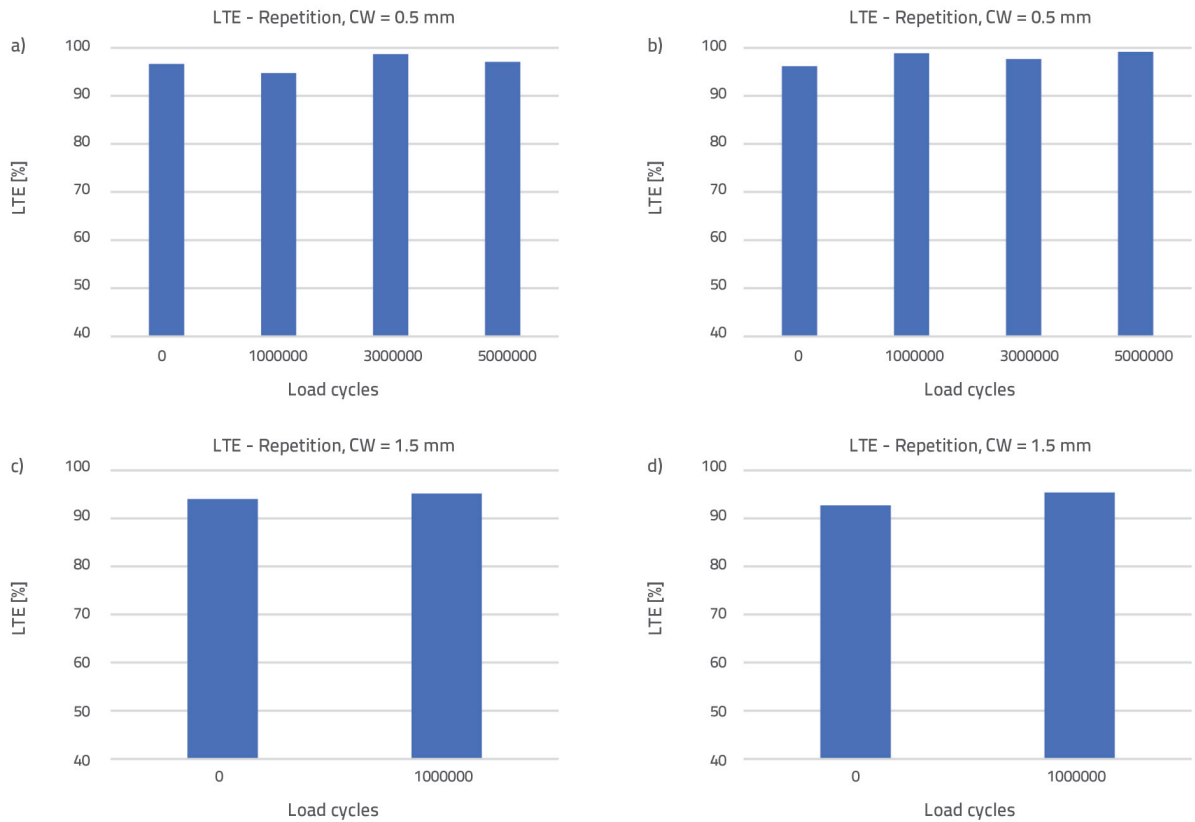 LTE - Repetition, CW = 0.5 mm
a)
100
90
80
70
60
50
40
LTE [%]
0 1000000 3000000 5000000
Load cycles
LTE - Repetition, CW = 0.5 mm
b)
100
90
80
70
60
50
40
LTE [%]
0 1000000 3000000 5000000
Load cycles
LTE - Repetition, CW = 1.5 mm
c)
100
90
80
70
60
50
40
LTE [%]
0 1000000
Load cycles
LTE - Repetition, CW = 1.5 mm
d)
100
90
80
70
60
50
40
LTE [%]
0 1000000
Load cycles